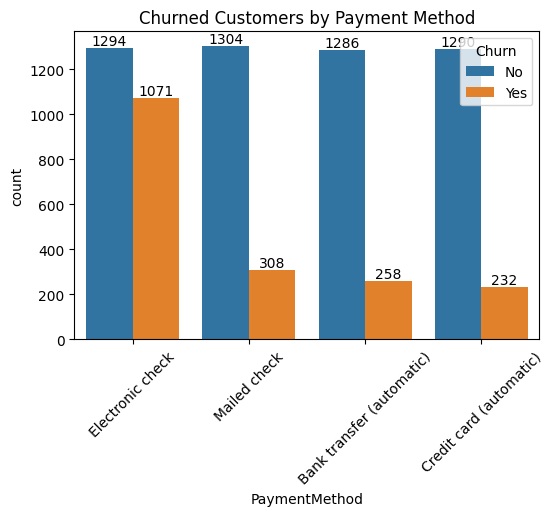 Churned Customers by Payment Method
Churn
No
Yes
1294
1071
1304
308
1286
258
1290
232
count
1200
1000
800
600
400
200
0
Electronic check
Mailed check
Bank transfer (automatic)
Credit card (automatic)
PaymentMethod